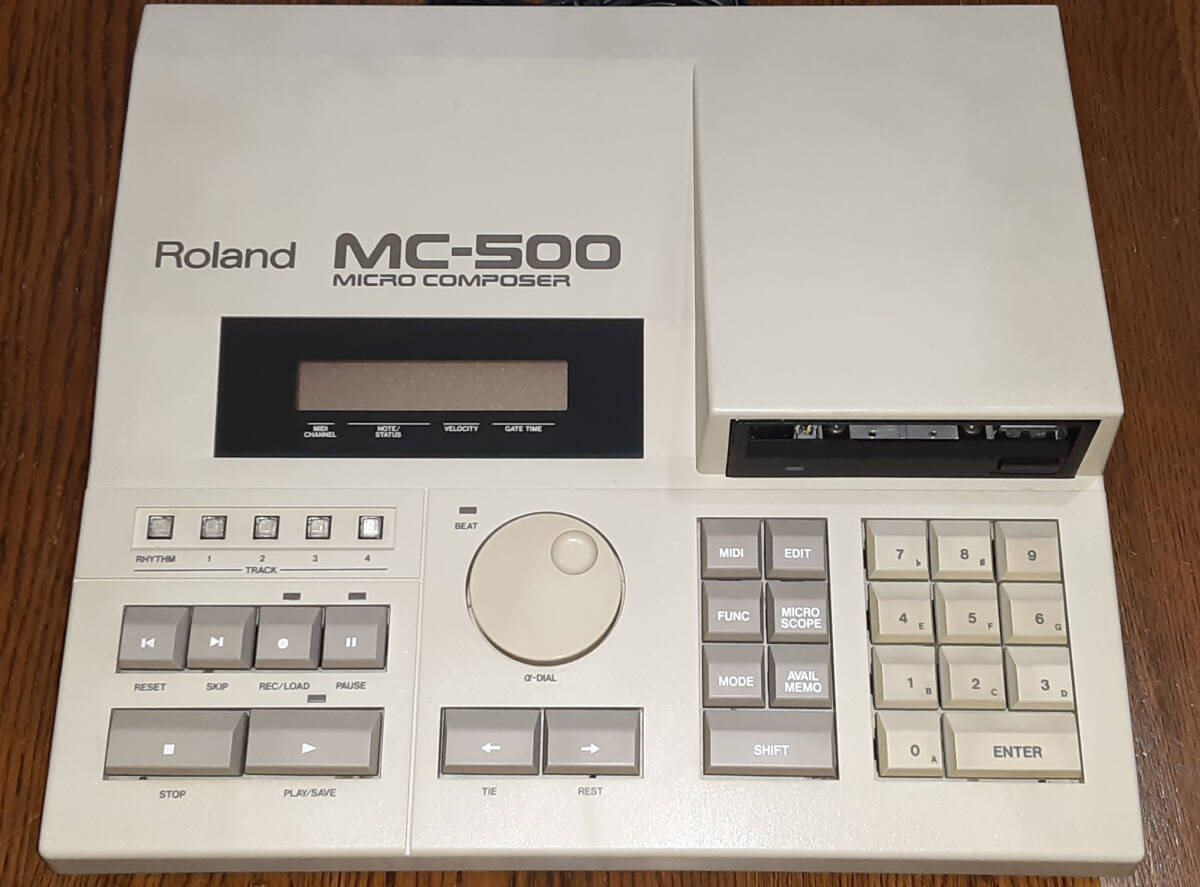 Roland MC-500
MICRO COMPOSER
MIDI
CHANNEL
NOTE/
STATUS
VELOCITY
GATE TIME
RHYTHM 1 2 3 4
TRACK
BEAT
α-DIAL
RESET SKIP REC/LOAD PAUSE
STOP PLAY/SAVE
TIE REST
MIDI EDIT
FUNC MICRO
SCOPE
MODE AVAIL
MEMO
SHIFT
7 ♭ 8 # 9
4 E 5 F 6 G
1 B 2 C 3 D
0 A ENTER